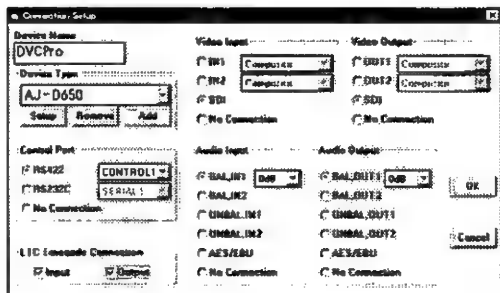 Connection Setup
Device Name
DVCPro
Device Type
AJ-D650
Setup Remove Add
Control Port
RS422 CONTROL1
RS232C SERIAL1
No Connection
LTC Timecode Connection
Input Output
Video Input
IN1 Composite
IN2 Composite
SDI
No Connection
Video Output
OUT1 Composite
OUT2 Composite
SDI
No Connection
Audio Input
BAL,IN1 0dB
BAL,IN2
UNBAL,IN1
UNBAL,IN2
AES/EBU
No Connection
Audio Output
BAL,OUT1 0dB
BAL,OUT2
UNBAL,OUT1
UNBAL,OUT2
AES/EBU
No Connection
OK
Cancel